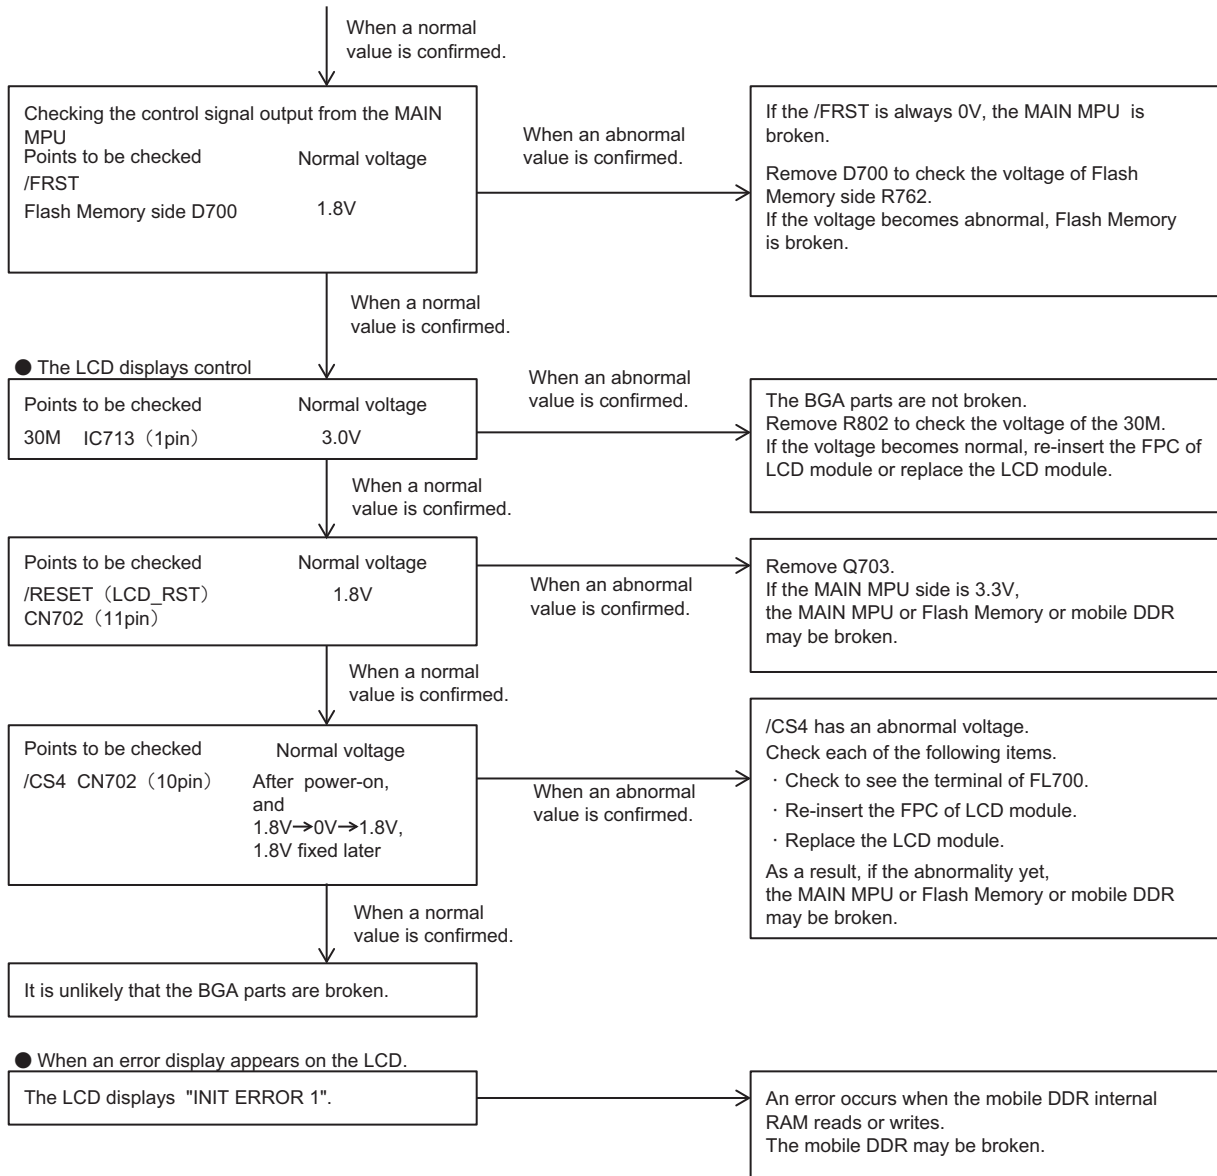 When a normal
value is confirmed.
Checking the control signal output from the MAIN
MPU
Points to be checked Normal voltage
/FRST
Flash Memory side D700 1.8V
When an abnormal
value is confirmed.
If the /FRST is always 0V, the MAIN MPU is
broken.
Remove D700 to check the voltage of Flash
Memory side R762.
If the voltage becomes abnormal, Flash Memory
is broken.
When a normal
value is confirmed.
● The LCD displays control
Points to be checked Normal voltage
30M IC713（1pin） 3.0V
When an abnormal
value is confirmed.
The BGA parts are not broken.
Remove R802 to check the voltage of the 30M.
If the voltage becomes normal, re-insert the FPC of
LCD module or replace the LCD module.
When a normal
value is confirmed.
Points to be checked Normal voltage
/RESET（LCD_RST） 1.8V
CN702（11pin）
When an abnormal
value is confirmed.
Remove Q703.
If the MAIN MPU side is 3.3V,
the MAIN MPU or Flash Memory or mobile DDR
may be broken.
When a normal
value is confirmed.
Points to be checked Normal voltage
/CS4 CN702（10pin） After power-on,
and
1.8V→0V→1.8V,
1.8V fixed later
When an abnormal
value is confirmed.
/CS4 has an abnormal voltage.
Check each of the following items.
· Check to see the terminal of FL700.
· Re-insert the FPC of LCD module.
· Replace the LCD module.
As a result, if the abnormality yet,
the MAIN MPU or Flash Memory or mobile DDR
may be broken.
When a normal
value is confirmed.
It is unlikely that the BGA parts are broken.
● When an error display appears on the LCD.
The LCD displays "INIT ERROR 1".
An error occurs when the mobile DDR internal
RAM reads or writes.
The mobile DDR may be broken.